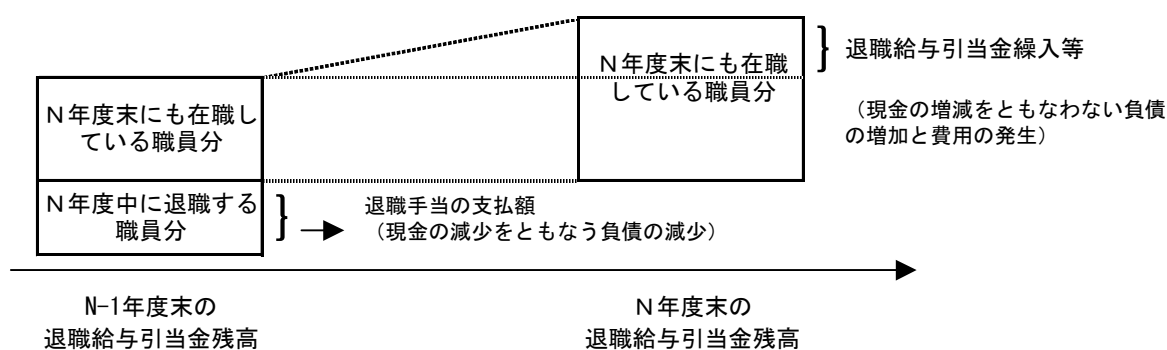 Ｎ年度末にも在職し
ている職員分
Ｎ年度中に退職する
職員分
｝
退職手当の支払額
（現金の減少をともなう負債の減少）
Ｎ年度末にも在職
している職員分
｝
退職給与引当金繰入等
（現金の増減をともなわない負債
の増加と費用の発生）
N-1年度末の
退職給与引当金残高
Ｎ年度末の
退職給与引当金残高